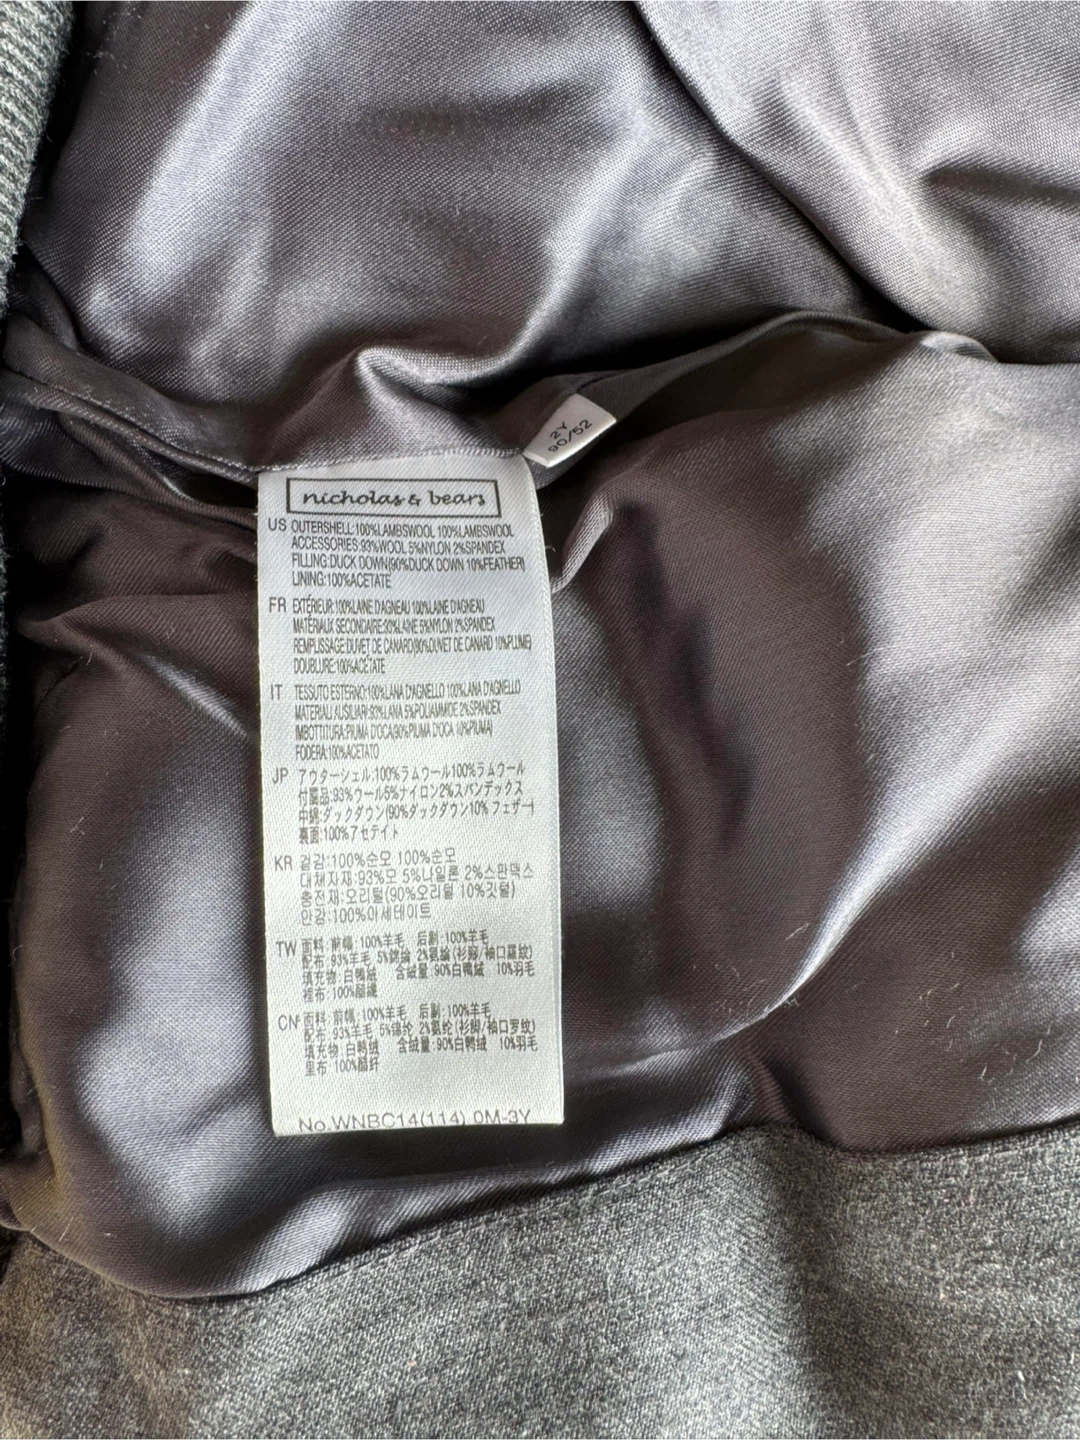 2Y
90/52
nicholas & bears
US OUTERSHELL:100%LAMBSWOOL 100%LAMBSWOOL
ACCESSORIES:93%WOOL 5%NYLON 2%SPANDEX
FILLING:DUCK DOWN(90%DUCK DOWN 10%FEATHER)
LINING:100%ACETATE
FR EXTÉRIEUR:100%LAINE D'AGNEAU 100%LAINE D'AGNEAU
MATÉRIAUX SECONDAIRE:93%LAINE 5%NYLON 2%SPANDEX
REMPLISSAGE:DUVET DE CANARD(90%DUVET DE CANARD 10%PLUME)
DOUBLURE:100%ACÉTATE
IT TESSUTO ESTERNO:100%LANA D'AGNELLO 100%LANA D'AGNELLO
MATERIALI AUSILIARI:93%LANA 5%POLIAMMIDE 2%SPANDEX
IMBOTTITURA:PIUMA D'OCA(90%PIUMA D'OCA 10%PIUMA)
FODERA:100%ACETATO
JP アウターシェル:100%ラムウール100%ラムウール
付属品:93%ウール5%ナイロン2%スパンデックス
中綿:ダックダウン(90%ダックダウン10% フェザー)
裏面:100%アセテイト
KR 겉감:100%순모 100%순모
대체자재:93%모 5%나일론 2%스판덱스
충전재:오리털(90%오리털 10%깃털)
안감:100%아세테이트
TW 面料:前幅:100%羊毛 后副:100%羊毛
配布:93%羊毛 5%錦綸 2%氨綸(衫腳/袖口羅紋)
填充物:白鴨絨 含絨量:90%白鴨絨 10%羽毛
裡布:100%醋纖
CN 面料:前幅:100%羊毛 后副:100%羊毛
配布:93%羊毛 5%锦纶 2%氨纶(衫脚/袖口罗纹)
填充物:白鸭绒 含绒量:90%白鸭绒 10%羽毛
里布:100%醋纤
No.WNBC14(114) 0M-3Y